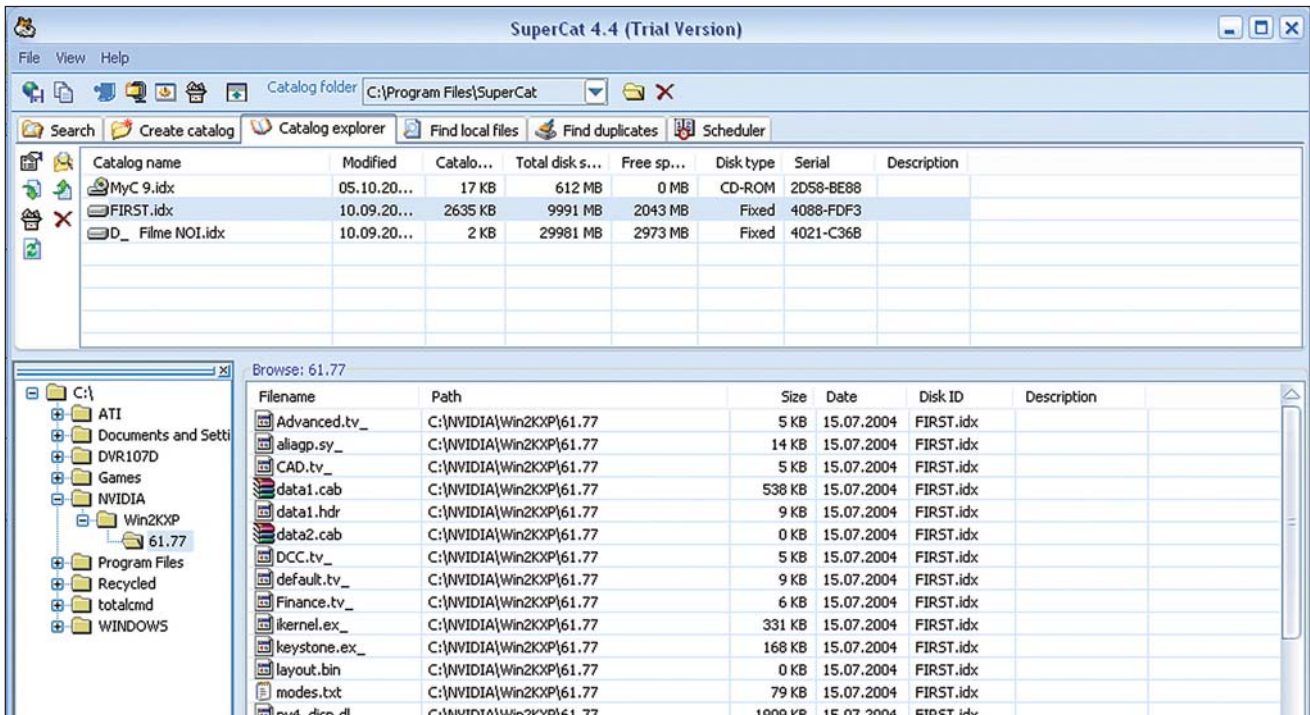 SuperCat 4.4 (Trial Version)
File View Help
Catalog folder C:\Program Files\SuperCat
Search Create catalog Catalog explorer Find local files Find duplicates Scheduler
Catalog name Modified Catalo... Total disk s... Free sp... Disk type Serial Description
MyC 9.idx 05.10.20... 17 KB 612 MB 0 MB CD-ROM 2D58-BE88
FIRST.idx 10.09.20... 2635 KB 9991 MB 2043 MB Fixed 4088-FDF3
D_ Filme NOI.idx 10.09.20... 2 KB 29981 MB 2973 MB Fixed 4021-C36B
C:\
ATI
Documents and Setti
DVR107D
Games
NVIDIA
Win2KXP
61.77
Program Files
Recycled
totalcmd
WINDOWS
Browse: 61.77
Filename Path Size Date Disk ID Description
Advanced.tv_ C:\NVIDIA\Win2KXP\61.77 5 KB 15.07.2004 FIRST.idx
aliagp.sy_ C:\NVIDIA\Win2KXP\61.77 14 KB 15.07.2004 FIRST.idx
CAD.tv_ C:\NVIDIA\Win2KXP\61.77 5 KB 15.07.2004 FIRST.idx
data1.cab C:\NVIDIA\Win2KXP\61.77 538 KB 15.07.2004 FIRST.idx
data1.hdr C:\NVIDIA\Win2KXP\61.77 9 KB 15.07.2004 FIRST.idx
data2.cab C:\NVIDIA\Win2KXP\61.77 0 KB 15.07.2004 FIRST.idx
DCC.tv_ C:\NVIDIA\Win2KXP\61.77 5 KB 15.07.2004 FIRST.idx
default.tv_ C:\NVIDIA\Win2KXP\61.77 9 KB 15.07.2004 FIRST.idx
Finance.tv_ C:\NVIDIA\Win2KXP\61.77 6 KB 15.07.2004 FIRST.idx
ikernel.ex_ C:\NVIDIA\Win2KXP\61.77 331 KB 15.07.2004 FIRST.idx
keystone.ex_ C:\NVIDIA\Win2KXP\61.77 168 KB 15.07.2004 FIRST.idx
layout.bin C:\NVIDIA\Win2KXP\61.77 0 KB 15.07.2004 FIRST.idx
modes.txt C:\NVIDIA\Win2KXP\61.77 79 KB 15.07.2004 FIRST.idx
C:\NVIDIA\Win2KXP\61.77 1909 KB 15.07.2004 FIRST.idx